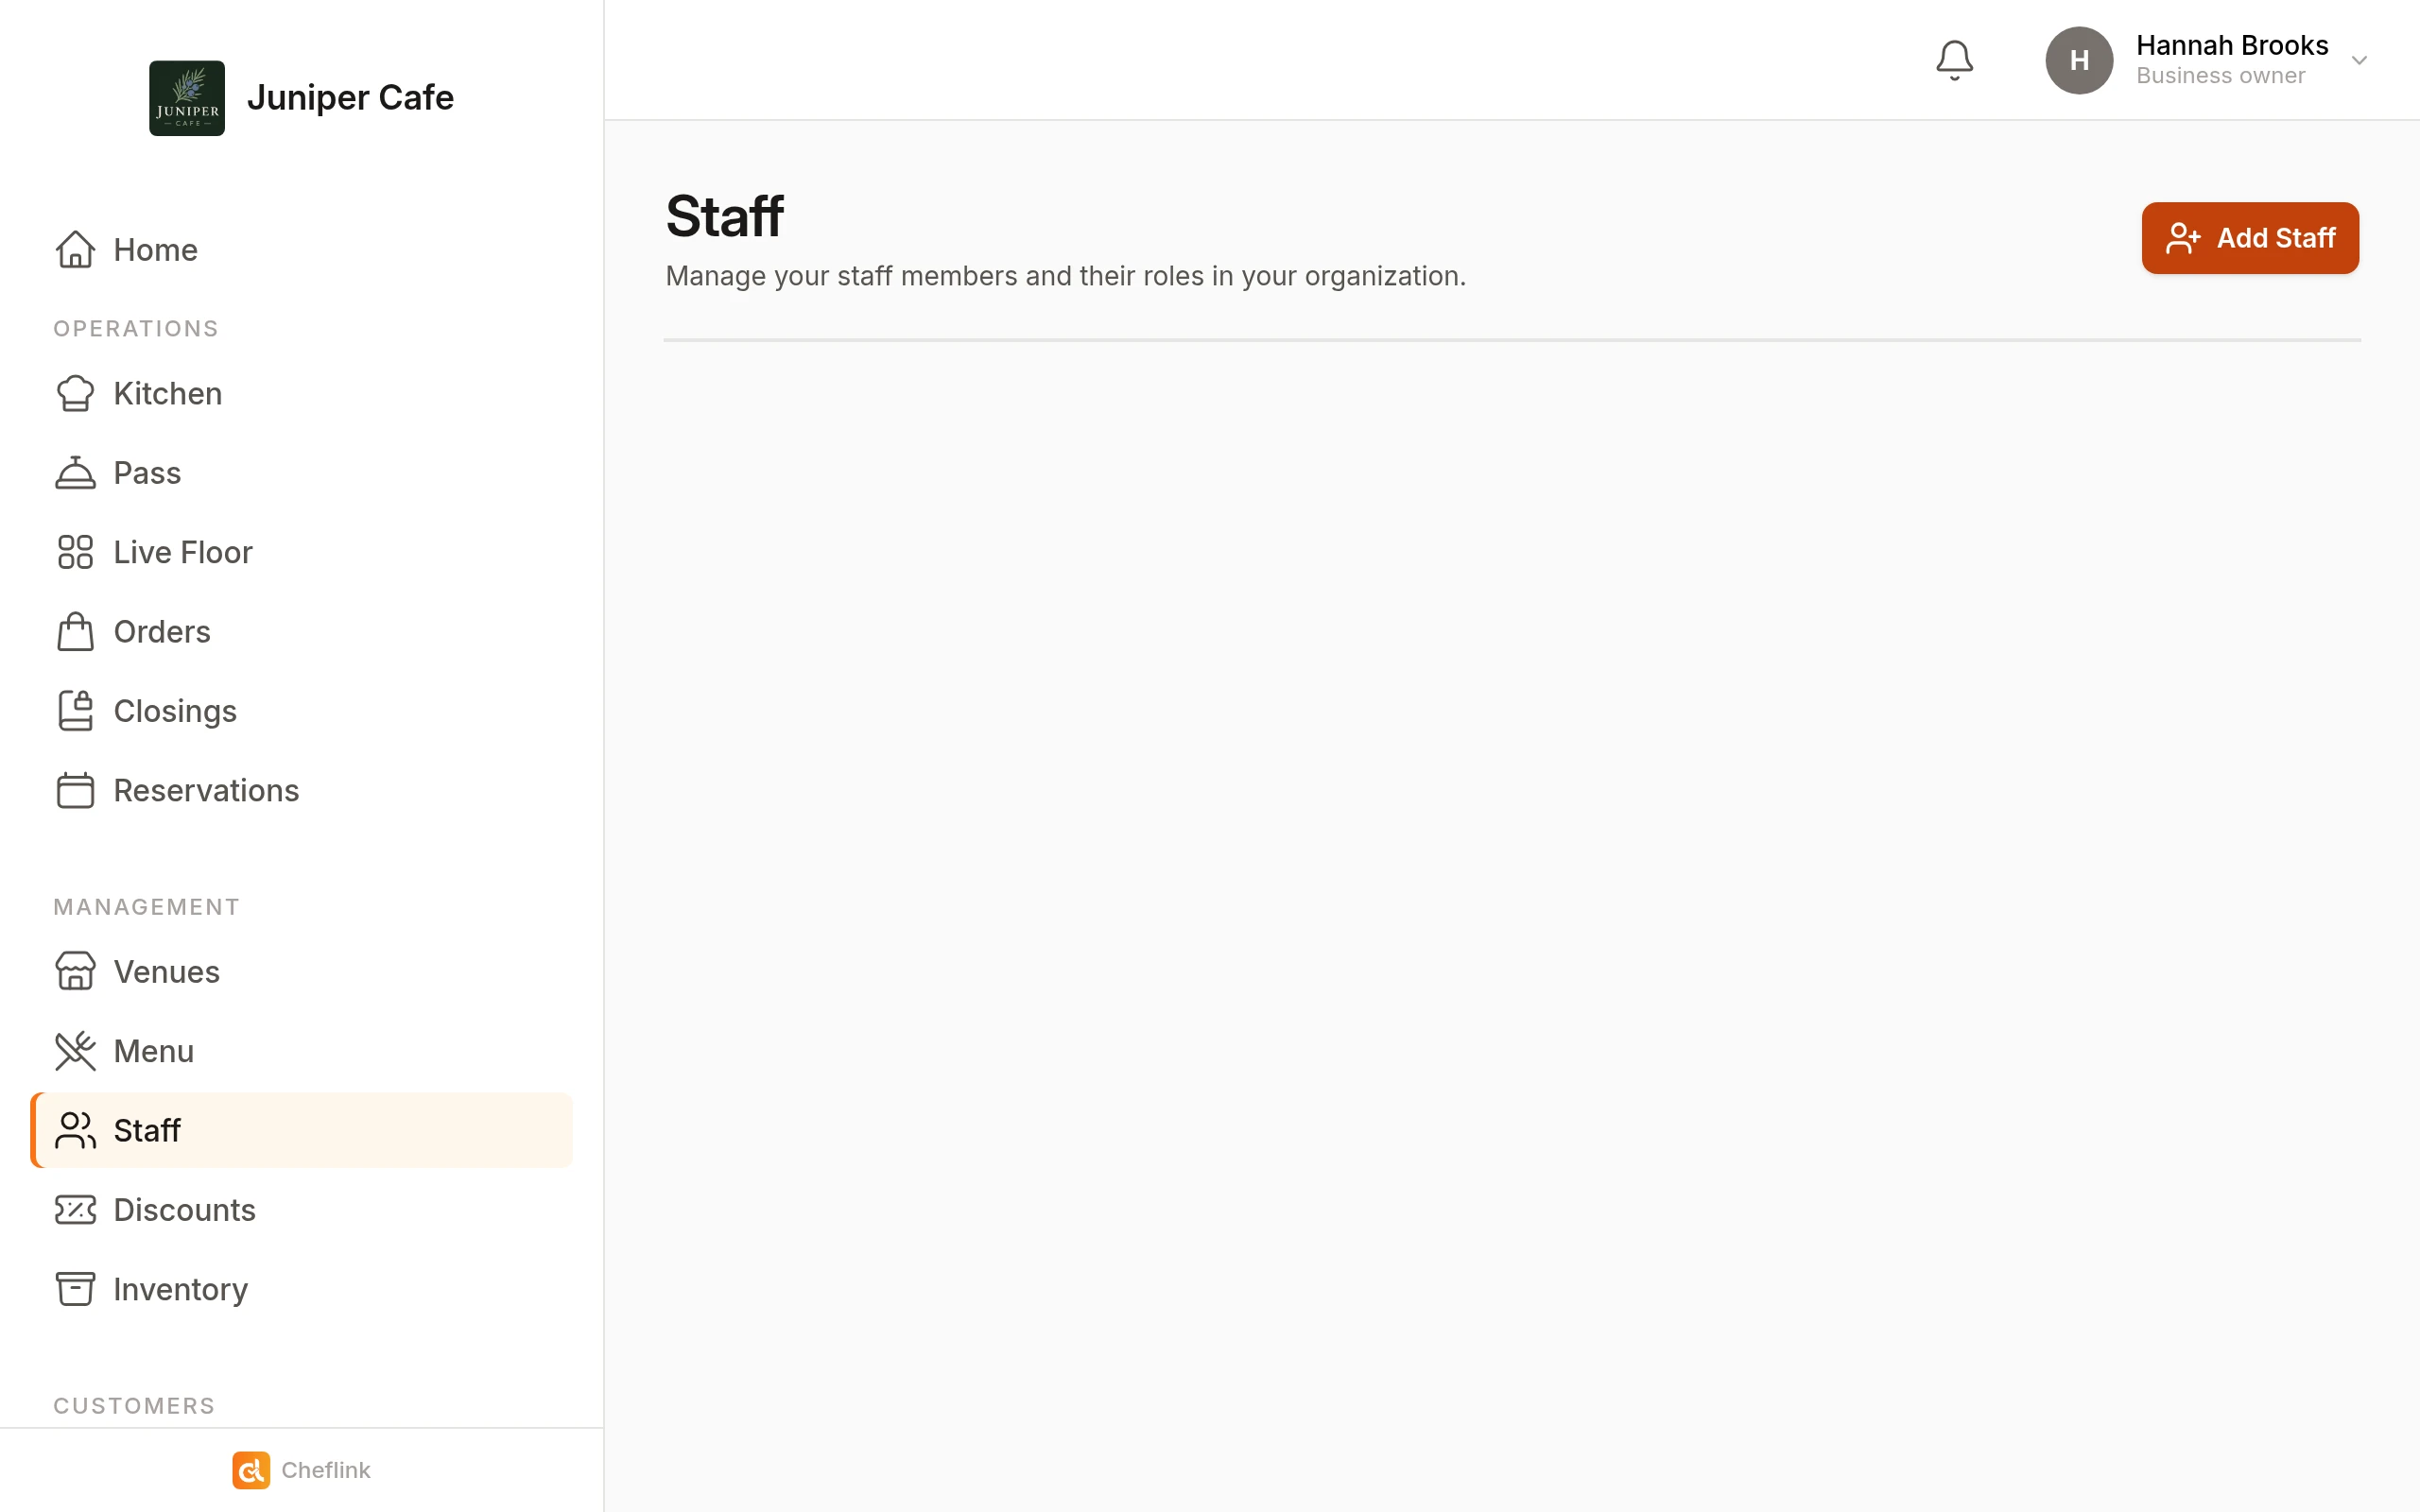 JUNIPER
CAFE
Juniper Cafe
Home
OPERATIONS
Kitchen
Pass
Live Floor
Orders
Closings
Reservations
MANAGEMENT
Venues
Menu
Staff
Discounts
Inventory
CUSTOMERS
Cheflink
H
Hannah Brooks
Business owner
Staff
Manage your staff members and their roles in your organization.
Add Staff